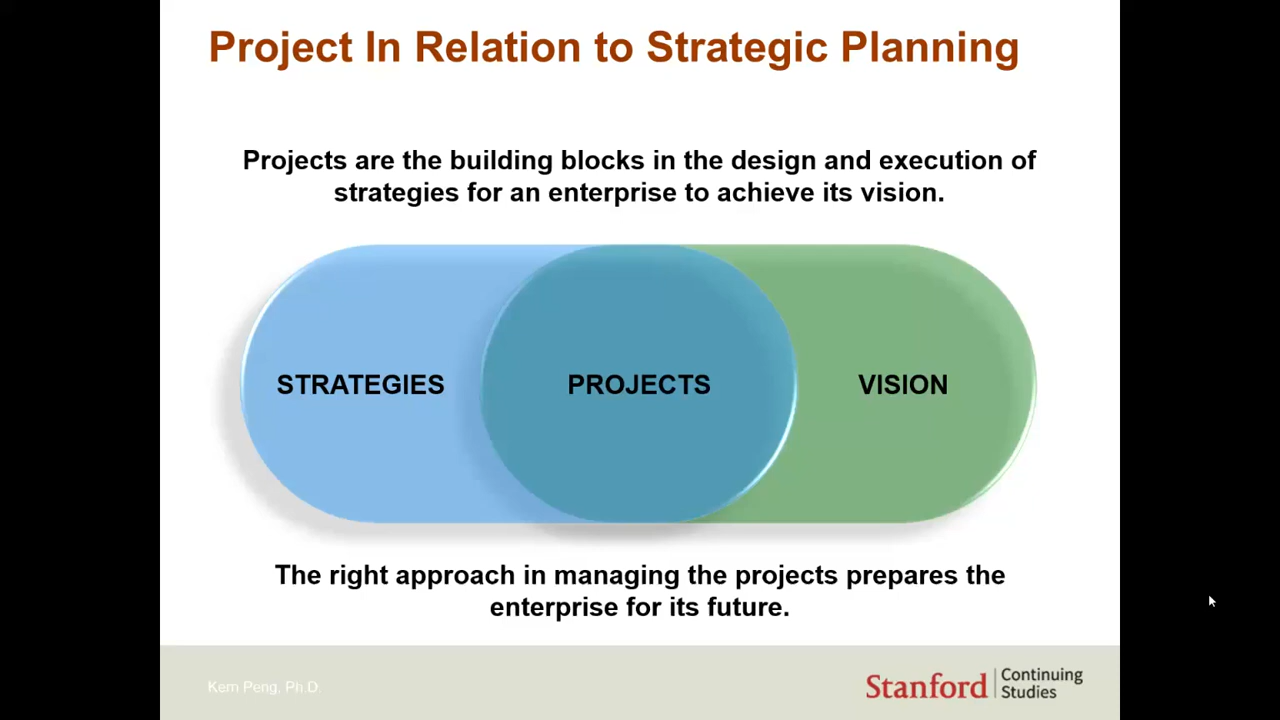 Project In Relation to Strategic Planning
Projects are the building blocks in the design and execution of
strategies for an enterprise to achieve its vision.
STRATEGIES
PROJECTS
VISION
The right approach in managing the projects prepares the
enterprise for its future.
Kem Peng, Ph.D.
Stanford
Continuing
Studies